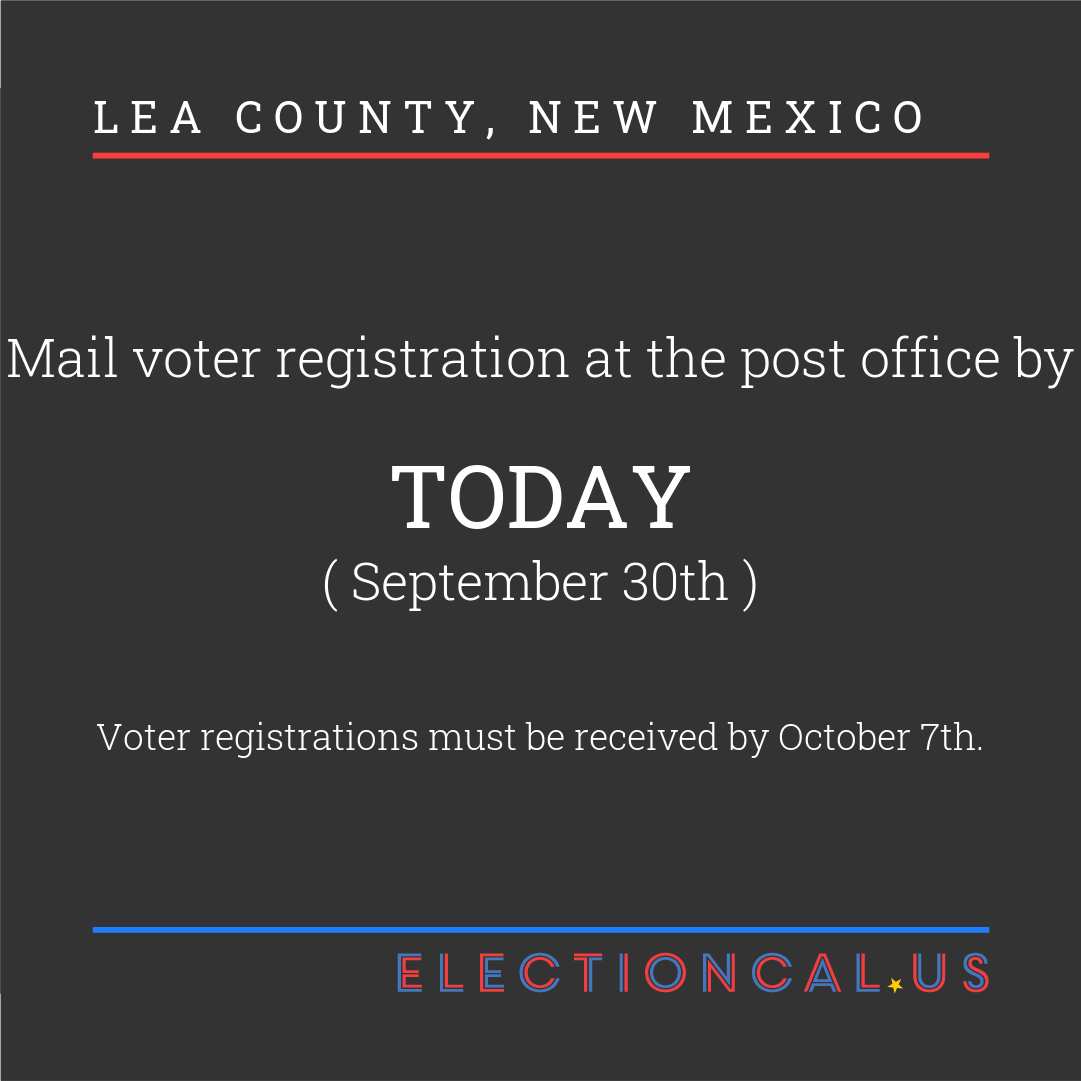 LEA COUNTY, NEW MEXICO
Mail voter registration at the post office by
TODAY
( September 30th )
Voter registrations must be received by October 7th.
ELECTIONCAL.US